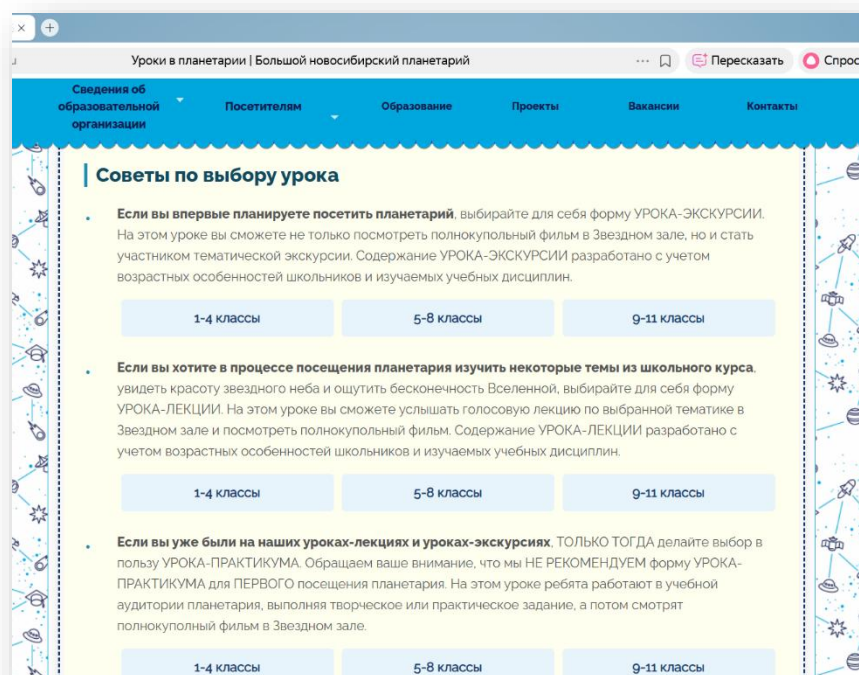 Уроки в планетарии | Большой новосибирский планетарий
Пересказать
Спрос
Сведения об
образовательной
организации
Посетителям
Образование
Проекты
Вакансии
Контакты
Советы по выбору урока
Если вы впервые планируете посетить планетарий, выбирайте для себя форму УРОКА-ЭКСКУРСИИ.
На этом уроке вы сможете не только посмотреть полнокупольный фильм в Звездном зале, но и стать
участником тематической экскурсии. Содержание УРОКА-ЭКСКУРСИИ разработано с учетом
возрастных особенностей школьников и изучаемых учебных дисциплин.
1-4 классы
5-8 классы
9-11 классы
Если вы хотите в процессе посещения планетария изучить некоторые темы из школьного курса,
увидеть красоту звездного неба и ощутить бесконечность Вселенной, выбирайте для себя форму
УРОКА-ЛЕКЦИИ. На этом уроке вы сможете услышать голосовую лекцию по выбранной тематике в
Звездном зале и посмотреть полнокупольный фильм. Содержание УРОКА-ЛЕКЦИИ разработано с
учетом возрастных особенностей школьников и изучаемых учебных дисциплин.
1-4 классы
5-8 классы
9-11 классы
Если вы уже были на наших уроках-лекциях и уроках-экскурсиях, ТОЛЬКО ТОГДА делайте выбор в
пользу УРОКА-ПРАКТИКУМА. Обращаем ваше внимание, что мы НЕ РЕКОМЕНДУЕМ форму УРОКА-
ПРАКТИКУМА для ПЕРВОГО посещения планетария. На этом уроке ребята работают в учебной
аудитории планетария, выполняя творческое или практическое задание, а потом смотрят
полнокуполный фильм в Звездном зале.
1-4 классы
5-8 классы
9-11 классы